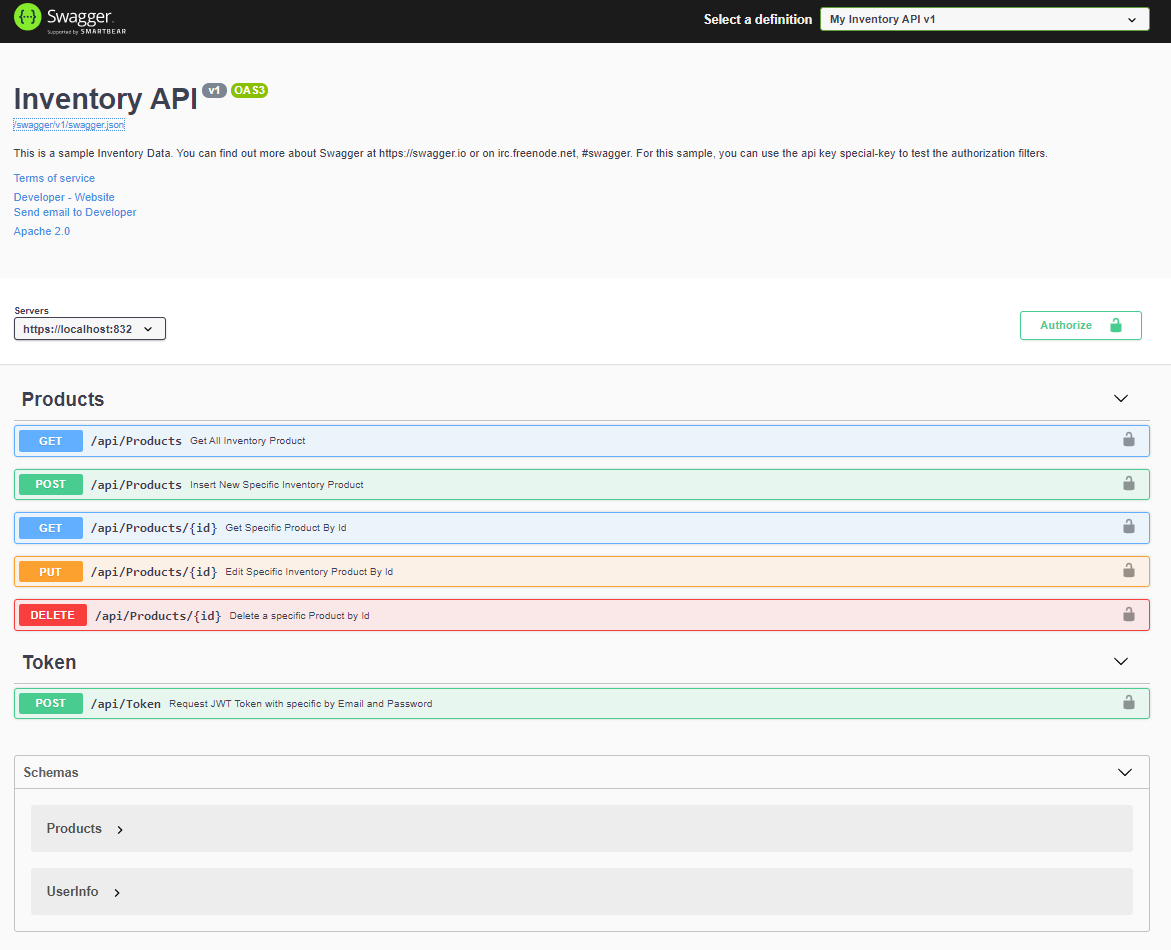 Swagger.
Supported by SMARTBEAR
Select a definition
My Inventory API v1
Inventory API v1 OAS3
/swagger/v1/swagger.json
This is a sample Inventory Data. You can find out more about Swagger at https://swagger.io or on irc.freenode.net, #swagger. For this sample, you can use the api key special-key to test the authorization filters.
Terms of service
Developer - Website
Send email to Developer
Apache 2.0
Servers
https://localhost:832
Authorize
Products
GET /api/Products Get All Inventory Product
POST /api/Products Insert New Specific Inventory Product
GET /api/Products/{id} Get Specific Product By Id
PUT /api/Products/{id} Edit Specific Inventory Product By Id
DELETE /api/Products/{id} Delete a specific Product by Id
Token
POST /api/Token Request JWT Token with specific by Email and Password
Schemas
Products
UserInfo